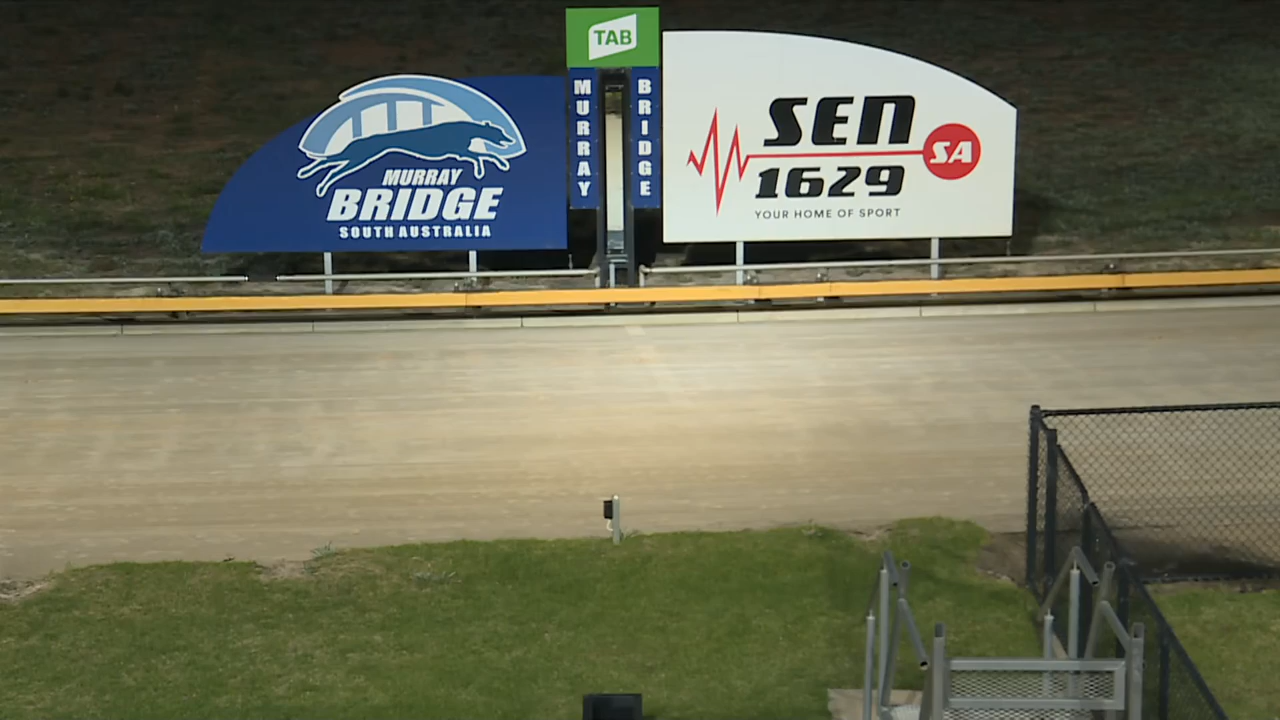 TAB
MURRAY
BRIDGE
MURRAY
BRIDGE
SOUTH AUSTRALIA
SEN
SA
1629
YOUR HOME OF SPORT